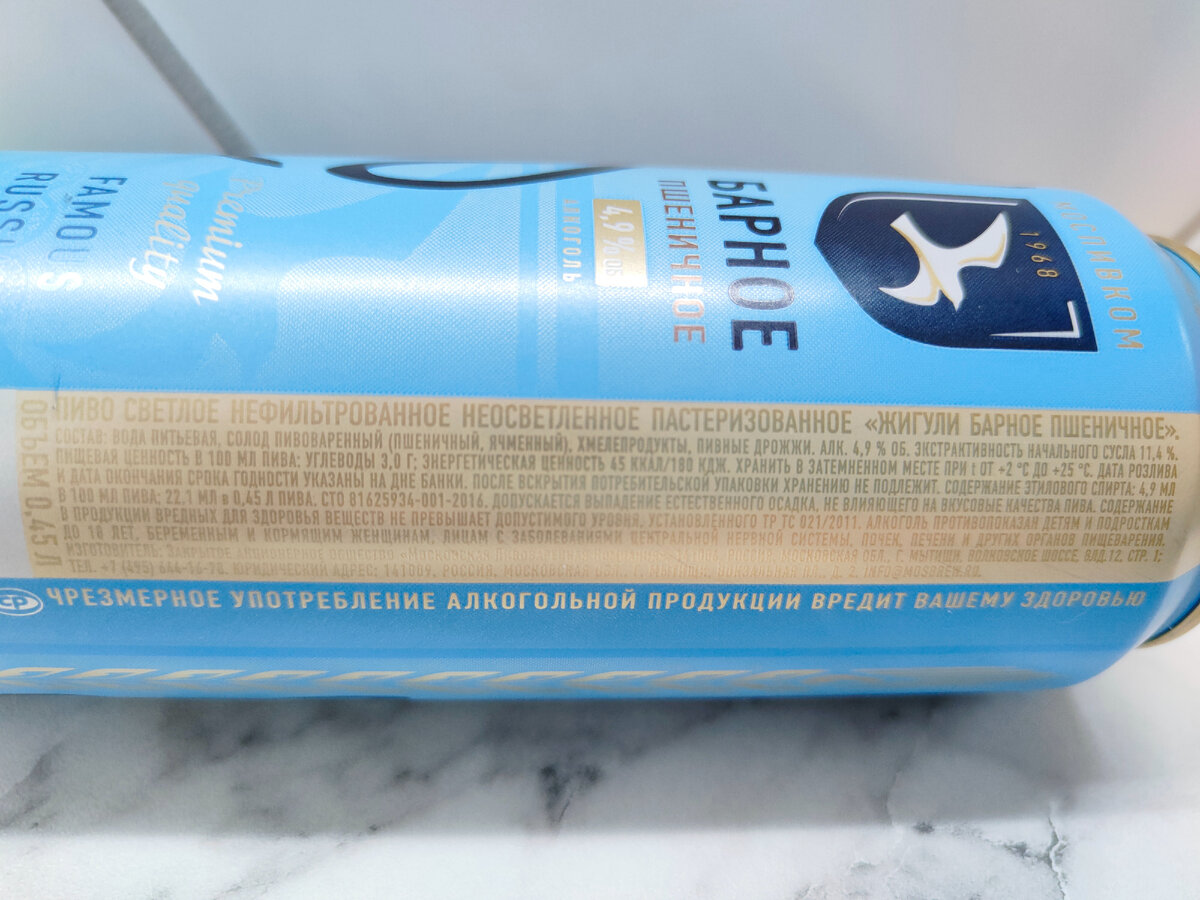 МОСПИВКОМ
1968
БАРНОЕ
ПШЕНИЧНОЕ
4,9% ОБ
АЛКОГОЛЬ
Premium
quality
FAMOUS
RUSSI
ОБЪЕМ 0,45 Л
ПИВО СВЕТЛОЕ НЕФИЛЬТРОВАННОЕ НЕОСВЕТЛЕННОЕ ПАСТЕРИЗОВАННОЕ «ЖИГУЛИ БАРНОЕ ПШЕНИЧНОЕ».
СОСТАВ: ВОДА ПИТЬЕВАЯ, СОЛОД ПИВОВАРЕННЫЙ (ПШЕНИЧНЫЙ, ЯЧМЕННЫЙ), ХМЕЛЕПРОДУКТЫ, ПИВНЫЕ ДРОЖЖИ. АЛК. 4,9 % ОБ. ЭКСТРАКТИВНОСТЬ НАЧАЛЬНОГО СУСЛА 11,4 %.
ПИЩЕВАЯ ЦЕННОСТЬ В 100 МЛ ПИВА: УГЛЕВОДЫ 3,0 Г; ЭНЕРГЕТИЧЕСКАЯ ЦЕННОСТЬ 45 ККАЛ/180 КДЖ. ХРАНИТЬ В ЗАТЕМНЕННОМ МЕСТЕ ПРИ t ОТ +2 °С ДО +25 °С. ДАТА РОЗЛИВА
И ДАТА ОКОНЧАНИЯ СРОКА ГОДНОСТИ УКАЗАНЫ НА ДНЕ БАНКИ. ПОСЛЕ ВСКРЫТИЯ ПОТРЕБИТЕЛЬСКОЙ УПАКОВКИ ХРАНЕНИЮ НЕ ПОДЛЕЖИТ. СОДЕРЖАНИЕ ЭТИЛОВОГО СПИРТА: 4,9 МЛ
В 100 МЛ ПИВА; 22,1 МЛ в 0,45 Л ПИВА. СТО 81625934-001-2016. ДОПУСКАЕТСЯ ВЫПАДЕНИЕ ЕСТЕСТВЕННОГО ОСАДКА, НЕ ВЛИЯЮЩЕГО НА ВКУСОВЫЕ КАЧЕСТВА ПИВА. СОДЕРЖАНИЕ
В ПРОДУКЦИИ ВРЕДНЫХ ДЛЯ ЗДОРОВЬЯ ВЕЩЕСТВ НЕ ПРЕВЫШАЕТ ДОПУСТИМОГО УРОВНЯ, УСТАНОВЛЕННОГО ТР ТС 021/2011. АЛКОГОЛЬ ПРОТИВОПОКАЗАН ДЕТЯМ И ПОДРОСТКАМ
ДО 18 ЛЕТ, БЕРЕМЕННЫМ И КОРМЯЩИМ ЖЕНЩИНАМ, ЛИЦАМ С ЗАБОЛЕВАНИЯМИ ЦЕНТРАЛЬНОЙ НЕРВНОЙ СИСТЕМЫ, ПОЧЕК, ПЕЧЕНИ И ДРУГИХ ОРГАНОВ ПИЩЕВАРЕНИЯ.
ИЗГОТОВИТЕЛЬ: ЗАКРЫТОЕ АКЦИОНЕРНОЕ ОБЩЕСТВО МОСКОВСКАЯ ОБЛ. Г. МЫТИЩИ, ВОЛКОВСКОЕ ШОССЕ, ВЛД.12, СТР. 1;
ТЕЛ. ЮРИДИЧЕСКИЙ АДРЕС: 141009, РОССИЯ, МОСКОВСКАЯ INFO@MOSBREW.RU.
ЧРЕЗМЕРНОЕ УПОТРЕБЛЕНИЕ АЛКОГОЛЬНОЙ ПРОДУКЦИИ ВРЕДИТ ВАШЕМУ ЗДОРОВЬЮ